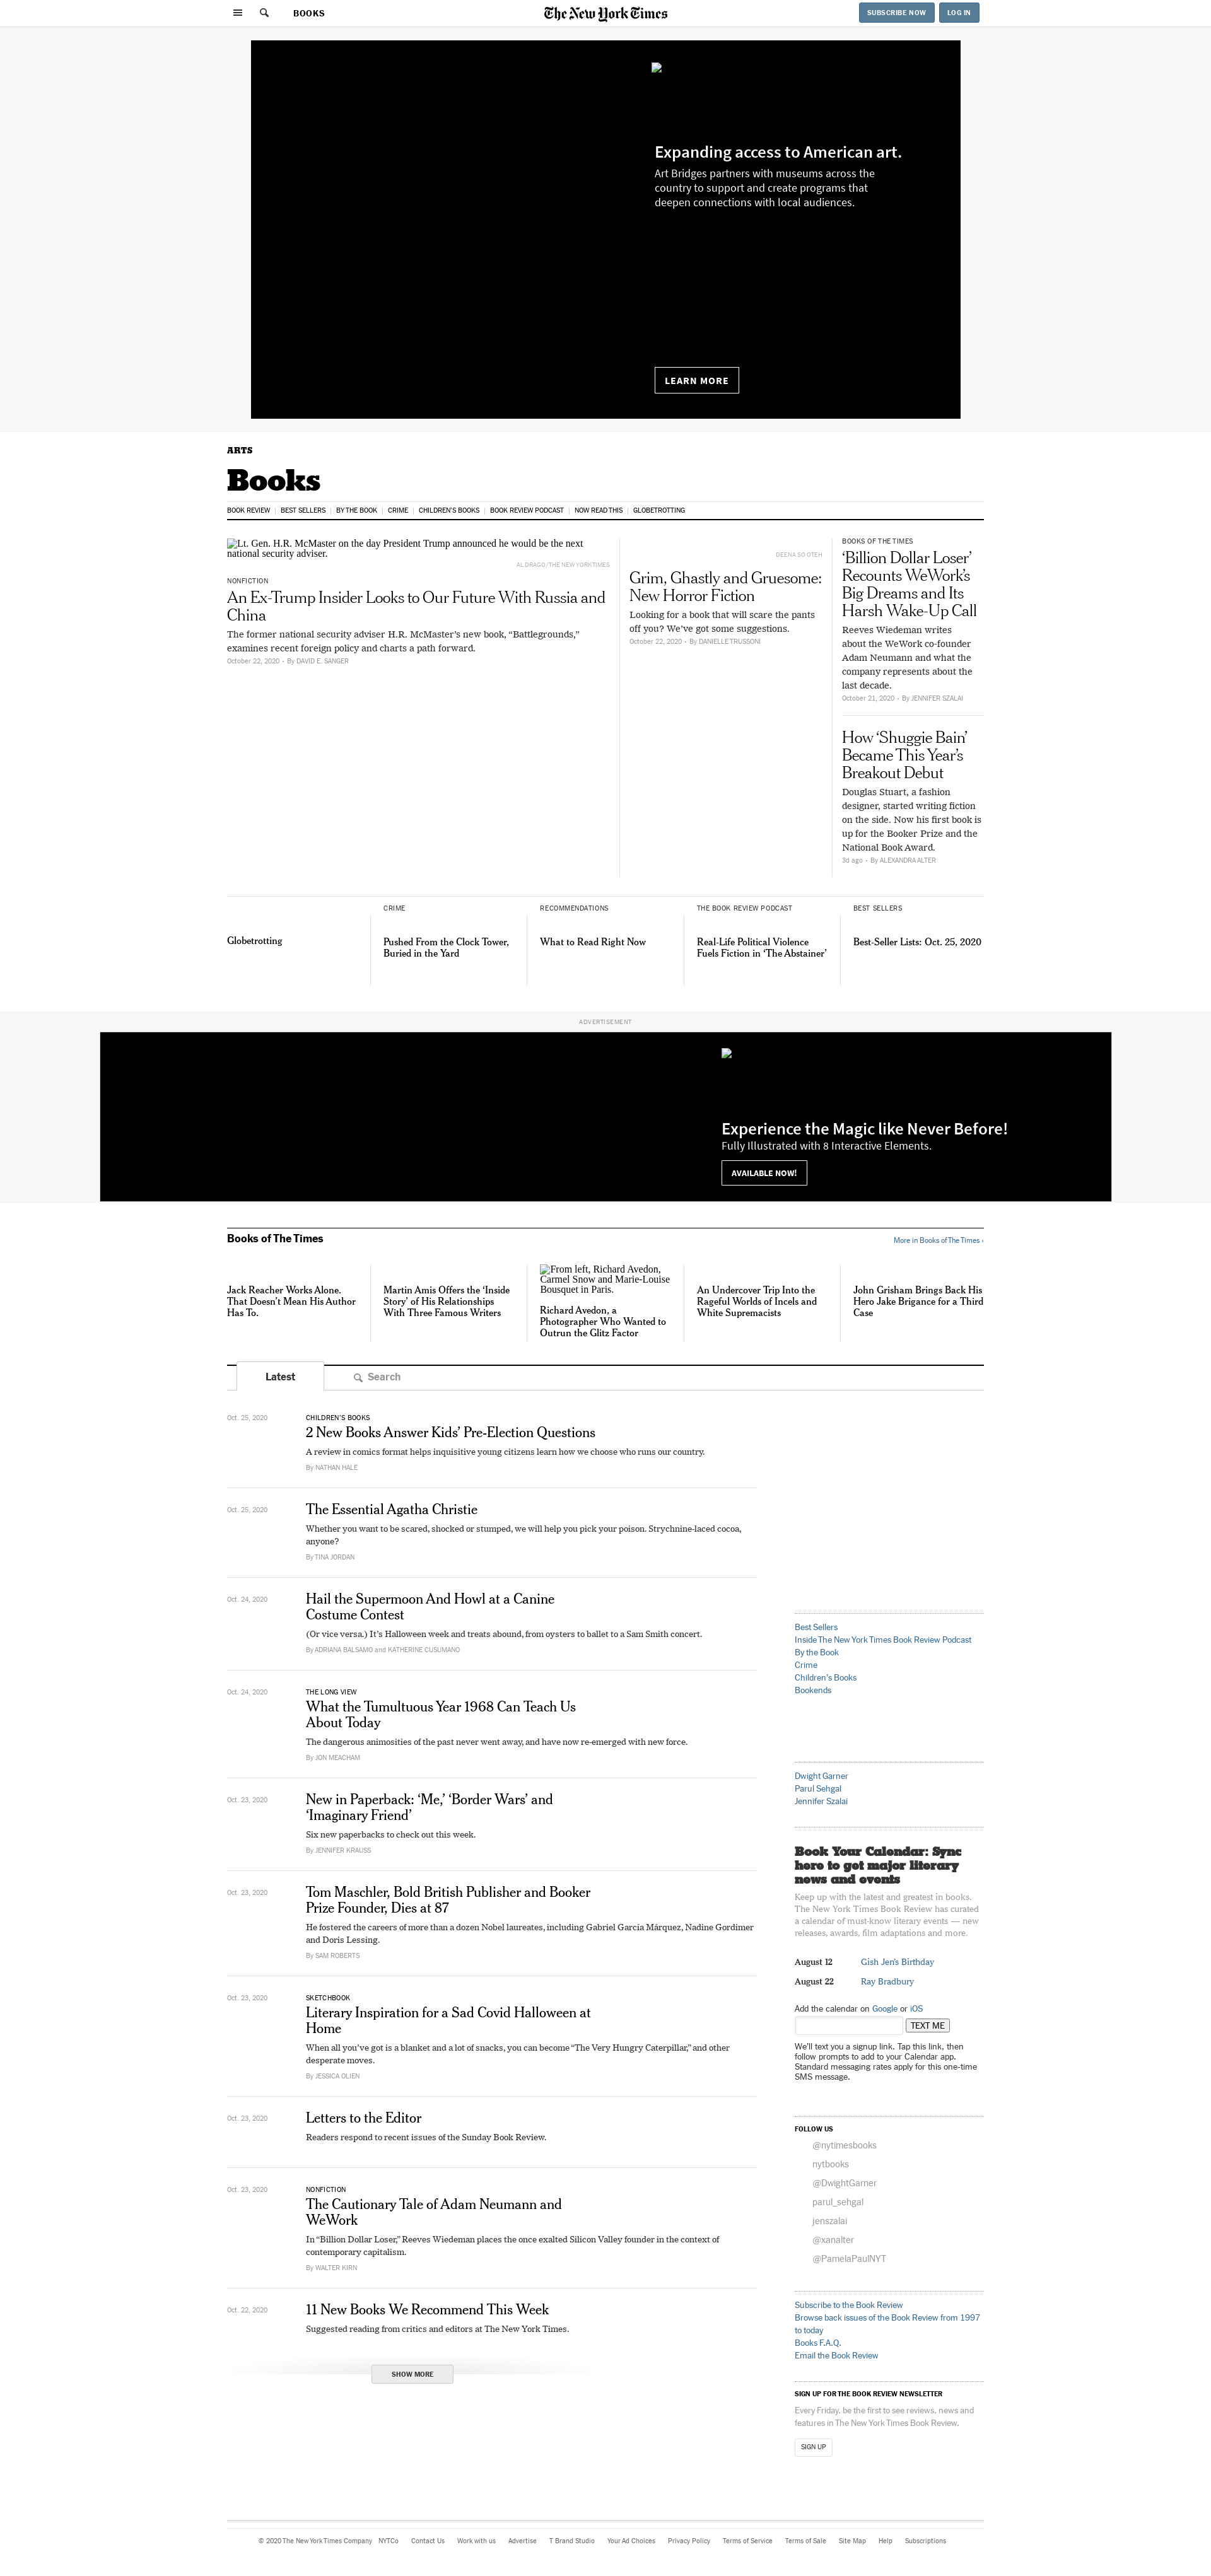 BOOKS
The New York Times
SUBSCRIBE NOW
LOG IN
Expanding access to American art.
Art Bridges partners with museums across the
country to support and create programs that
deepen connections with local audiences.
LEARN MORE
ARTS
Books
BOOK REVIEW
BEST SELLERS
BY THE BOOK
CRIME
CHILDREN'S BOOKS
BOOK REVIEW PODCAST
NOW READ THIS
GLOBETROTTING
Lt. Gen. H.R. McMaster on the day President Trump announced he would be the next
national security adviser.
AL DRAGO/THE NEW YORK TIMES
NONFICTION
An Ex-Trump Insider Looks to Our Future With Russia and
China
The former national security adviser H.R. McMaster's new book, “Battlegrounds,”
examines recent foreign policy and charts a path forward.
October 22, 2020 - By DAVID E. SANGER
DEENA SO OTEH
Grim, Ghastly and Gruesome:
New Horror Fiction
Looking for a book that will scare the pants
off you? We've got some suggestions.
October 22, 2020 - By DANIELLE TRUSSONI
BOOKS OF THE TIMES
‘Billion Dollar Loser’
Recounts WeWork's
Big Dreams and Its
Harsh Wake-Up Call
Reeves Wiedeman writes
about the WeWork co-founder
Adam Neumann and what the
company represents about the
last decade.
October 21, 2020 - By JENNIFER SZALAI
How ‘Shuggie Bain’
Became This Year's
Breakout Debut
Douglas Stuart, a fashion
designer, started writing fiction
on the side. Now his first book is
up for the Booker Prize and the
National Book Award.
3d ago - By ALEXANDRA ALTER
Globetrotting
CRIME
Pushed From the Clock Tower,
Buried in the Yard
RECOMMENDATIONS
What to Read Right Now
THE BOOK REVIEW PODCAST
Real-Life Political Violence
Fuels Fiction in ‘The Abstainer’
BEST SELLERS
Best-Seller Lists: Oct. 25, 2020
ADVERTISEMENT
Experience the Magic like Never Before!
Fully Illustrated with 8 Interactive Elements.
AVAILABLE NOW!
Books of The Times
More in Books of The Times ›
Jack Reacher Works Alone.
That Doesn't Mean His Author
Has To.
Martin Amis Offers the ‘Inside
Story’ of His Relationships
With Three Famous Writers
From left, Richard Avedon,
Carmel Snow and Marie-Louise
Bousquet in Paris.
Richard Avedon, a
Photographer Who Wanted to
Outrun the Glitz Factor
An Undercover Trip Into the
Rageful Worlds of Incels and
White Supremacists
John Grisham Brings Back His
Hero Jake Brigance for a Third
Case
Latest
Search
Oct. 25, 2020
CHILDREN'S BOOKS
2 New Books Answer Kids’ Pre-Election Questions
A review in comics format helps inquisitive young citizens learn how we choose who runs our country.
By NATHAN HALE
Oct. 25, 2020
The Essential Agatha Christie
Whether you want to be scared, shocked or stumped, we will help you pick your poison. Strychnine-laced cocoa,
anyone?
By TINA JORDAN
Oct. 24, 2020
Hail the Supermoon And Howl at a Canine
Costume Contest
(Or vice versa.) It's Halloween week and treats abound, from oysters to ballet to a Sam Smith concert.
By ADRIANA BALSAMO and KATHERINE CUSUMANO
Oct. 24, 2020
THE LONG VIEW
What the Tumultuous Year 1968 Can Teach Us
About Today
The dangerous animosities of the past never went away, and have now re-emerged with new force.
By JON MEACHAM
Oct. 23, 2020
New in Paperback: ‘Me,’ ‘Border Wars’ and
‘Imaginary Friend’
Six new paperbacks to check out this week.
By JENNIFER KRAUSS
Oct. 23, 2020
Tom Maschler, Bold British Publisher and Booker
Prize Founder, Dies at 87
He fostered the careers of more than a dozen Nobel laureates, including Gabriel García Márquez, Nadine Gordimer
and Doris Lessing.
By SAM ROBERTS
Oct. 23, 2020
SKETCHBOOK
Literary Inspiration for a Sad Covid Halloween at
Home
When all you've got is a blanket and a lot of snacks, you can become “The Very Hungry Caterpillar,” and other
desperate moves.
By JESSICA OLIEN
Oct. 23, 2020
Letters to the Editor
Readers respond to recent issues of the Sunday Book Review.
Oct. 23, 2020
NONFICTION
The Cautionary Tale of Adam Neumann and
WeWork
In “Billion Dollar Loser,” Reeves Wiedeman places the once exalted Silicon Valley founder in the context of
contemporary capitalism.
By WALTER KIRN
Oct. 22, 2020
11 New Books We Recommend This Week
Suggested reading from critics and editors at The New York Times.
SHOW MORE
Best Sellers
Inside The New York Times Book Review Podcast
By the Book
Crime
Children's Books
Bookends
Dwight Garner
Parul Sehgal
Jennifer Szalai
Book Your Calendar: Sync
here to get major literary
news and events
Keep up with the latest and greatest in books.
The New York Times Book Review has curated
a calendar of must-know literary events — new
releases, awards, film adaptations and more.
August 12 Gish Jen's Birthday
August 22 Ray Bradbury
Add the calendar on Google or iOS
TEXT ME
We'll text you a signup link. Tap this link, then
follow prompts to add to your Calendar app.
Standard messaging rates apply for this one-time
SMS message.
FOLLOW US
@nytimesbooks
nytbooks
@DwightGarner
parul_sehgal
jenszalai
@xanalter
@PamelaPaulNYT
Subscribe to the Book Review
Browse back issues of the Book Review from 1997
to today
Books F.A.Q.
Email the Book Review
SIGN UP FOR THE BOOK REVIEW NEWSLETTER
Every Friday, be the first to see reviews, news and
features in The New York Times Book Review.
SIGN UP
© 2020 The New York Times Company NYTCo Contact Us Work with us Advertise T Brand Studio Your Ad Choices Privacy Policy Terms of Service Terms of Sale Site Map Help Subscriptions